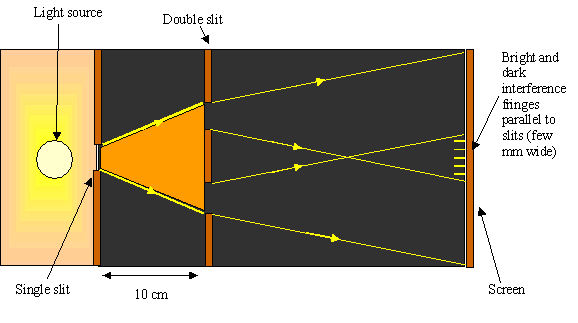 Light source
Double slit
Bright and
dark
interference
fringes
parallel to
slits (few
mm wide)
Single slit
10 cm
Screen